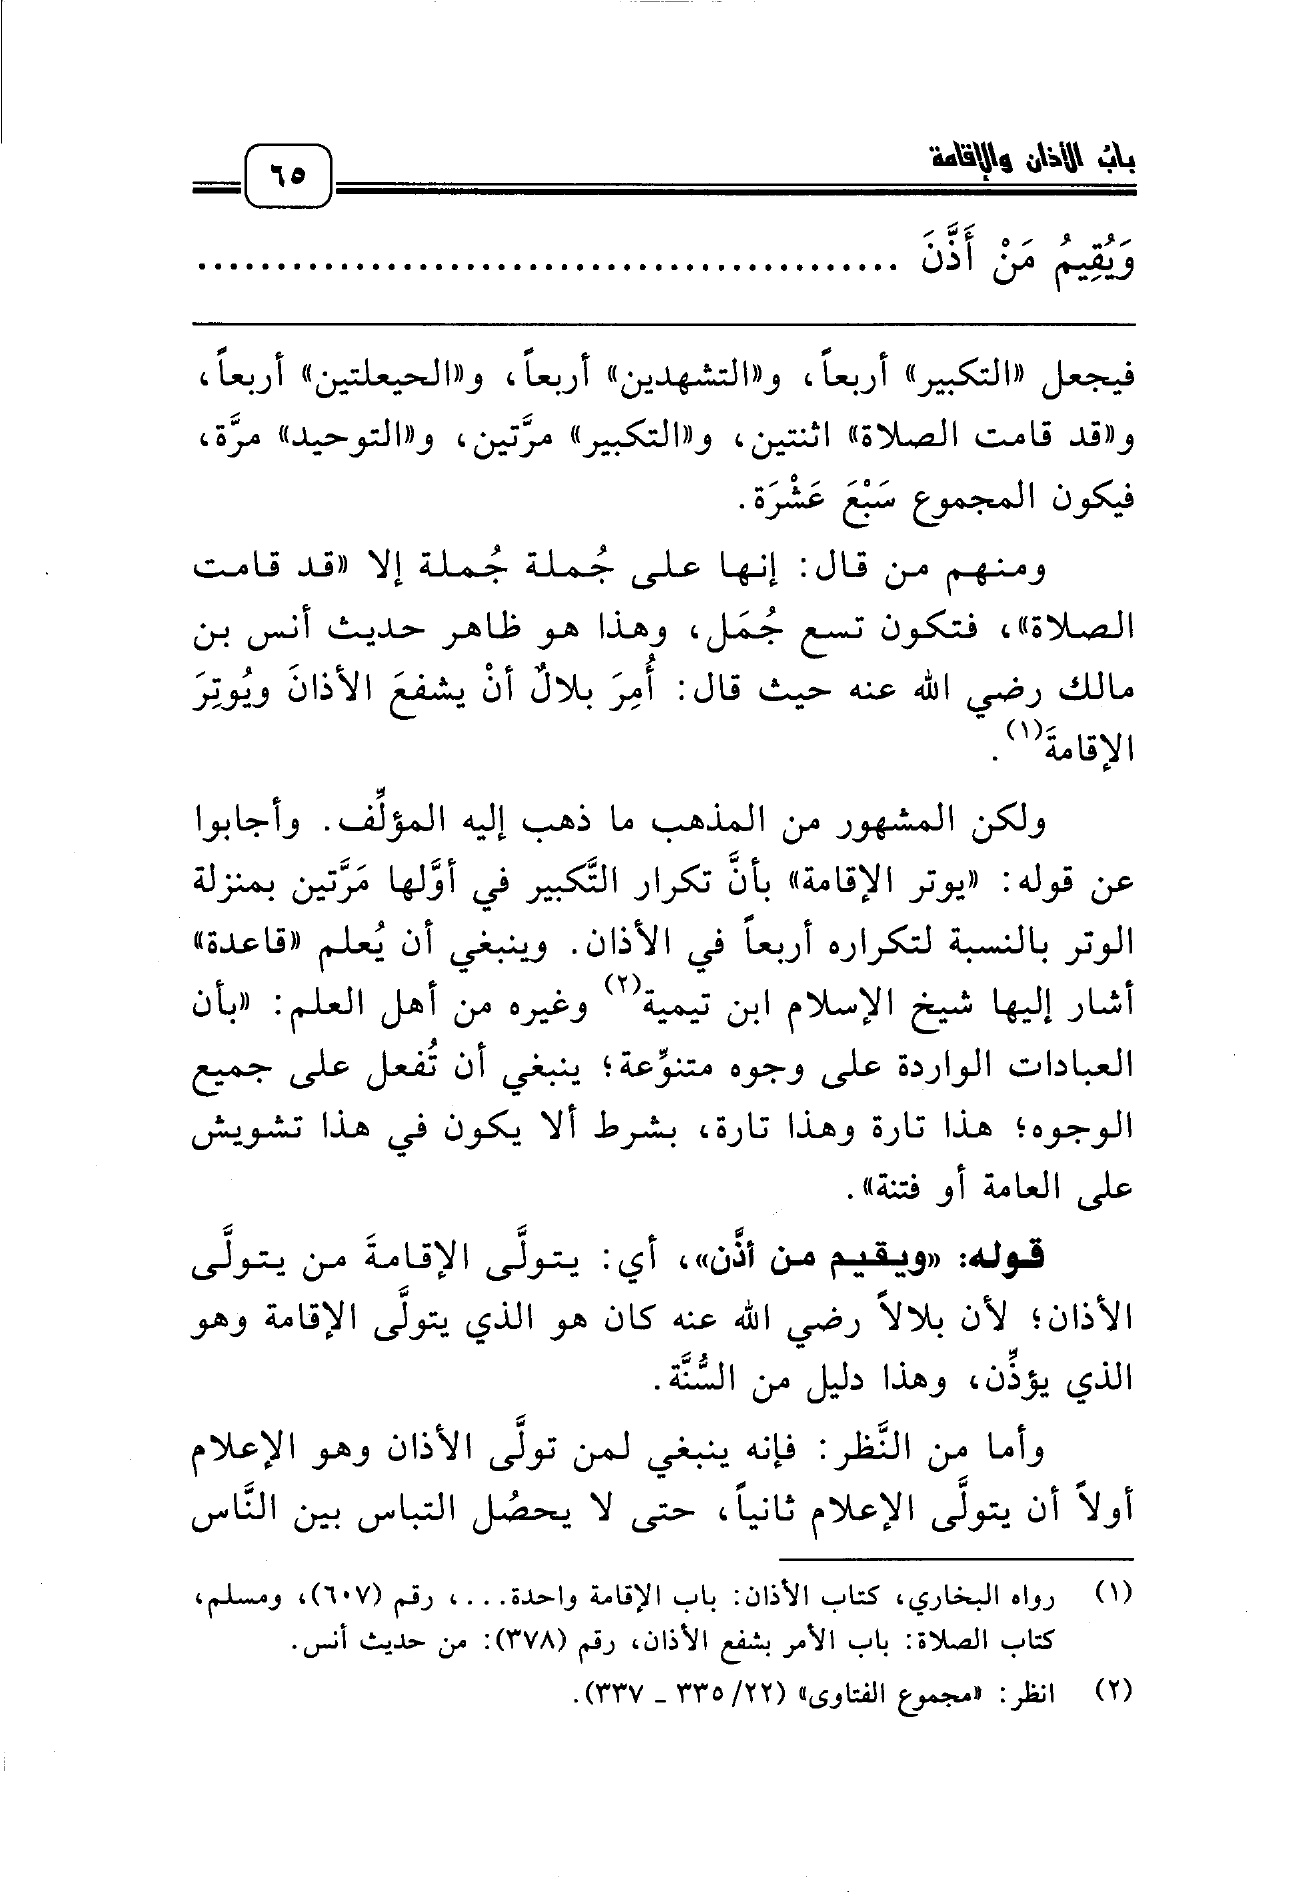 باب الأذان والإقامة
٦٥
وَيُقِيمُ مَنْ أَذَّنَ ............................................
فيجعل «التكبير» أربعاً، و«التشهدين» أربعاً، و«الحيعلتين» أربعاً،
و«قد قامت الصلاة» اثنتين، و«التكبير» مرَّتين، و«التوحيد» مرَّة،
فيكون المجموع سَبْعَ عَشْرَة.
ومنهم من قال: إنها على جُملة جُملة إلا «قد قامت
الصلاة»، فتكون تسع جُمَل، وهذا هو ظاهر حديث أنس بن
مالك رضي الله عنه حيث قال: أُمِرَ بلالٌ أنْ يشفعَ الأذانَ ويُوتِرَ
الإقامةَ(١).
ولكن المشهور من المذهب ما ذهب إليه المؤلِّف. وأجابوا
عن قوله: «يوتر الإقامة» بأنَّ تكرار التَّكبير في أوَّلها مَرَّتين بمنزلة
الوتر بالنسبة لتكراره أربعاً في الأذان. وينبغي أن يُعلم «قاعدة»
أشار إليها شيخ الإسلام ابن تيمية(٢) وغيره من أهل العلم: «بأن
العبادات الواردة على وجوه متنوِّعة؛ ينبغي أن تُفعل على جميع
الوجوه؛ هذا تارة وهذا تارة، بشرط ألا يكون في هذا تشويش
على العامة أو فتنة».
قوله: «ويقيم من أذَّن»، أي: يتولَّى الإقامةَ من يتولَّى
الأذان؛ لأن بلالاً رضي الله عنه كان هو الذي يتولَّى الإقامة وهو
الذي يؤذِّن، وهذا دليل من السُّنَّة.
وأما من النَّظر: فإنه ينبغي لمن تولَّى الأذان وهو الإعلام
أولاً أن يتولَّى الإعلام ثانياً، حتى لا يحصُل التباس بين النَّاس
(١) رواه البخاري، كتاب الأذان: باب الإقامة واحدة...، رقم (٦٠٧)، ومسلم،
كتاب الصلاة: باب الأمر بشفع الأذان، رقم (٣٧٨): من حديث أنس.
(٢) انظر: «مجموع الفتاوى» (٢٢/ ٣٣٥ ـ ٣٣٧).